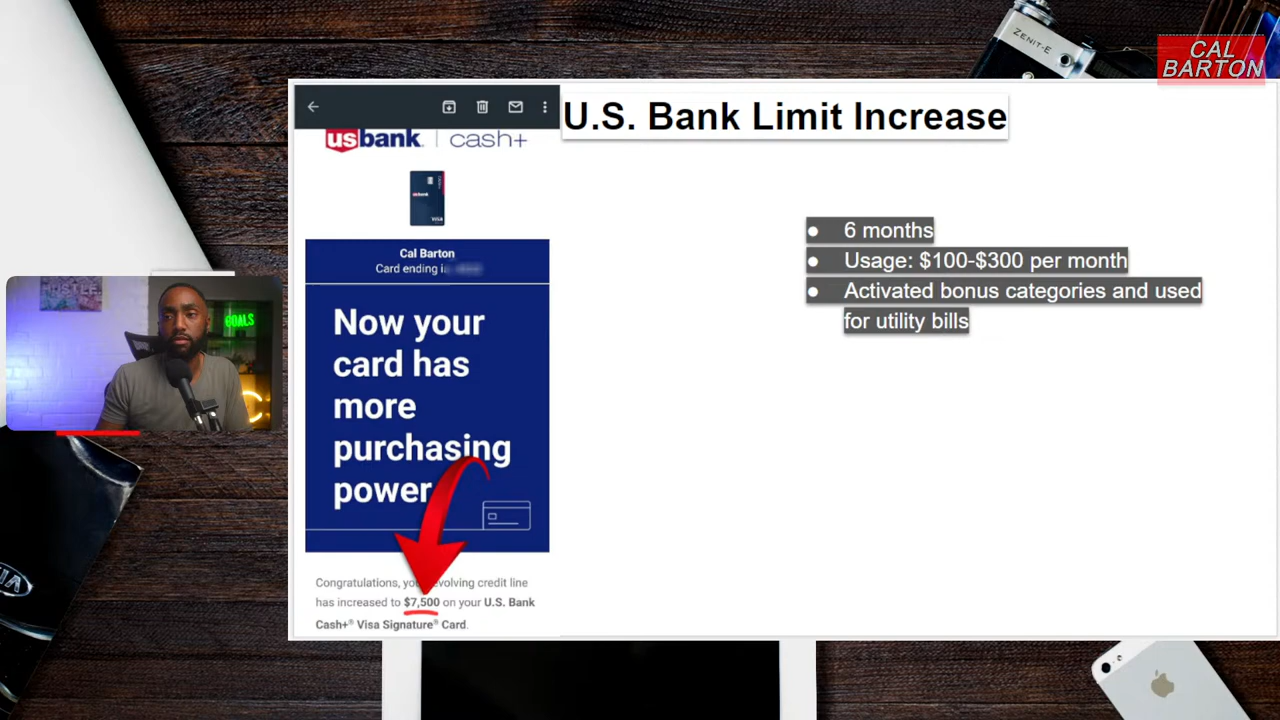 ZENIT-E
CAL
BARTON
U.S. Bank Limit Increase
usbank | cash+
usbank
VISA
Cal Barton
Card ending i
Now your
card has
more
purchasing
power
● 6 months
● Usage: $100-$300 per month
● Activated bonus categories and used
for utility bills
HUSTLE
GOALS
Congratulations, your revolving credit line
has increased to $7,500 on your U.S. Bank
Cash+® Visa Signature® Card.